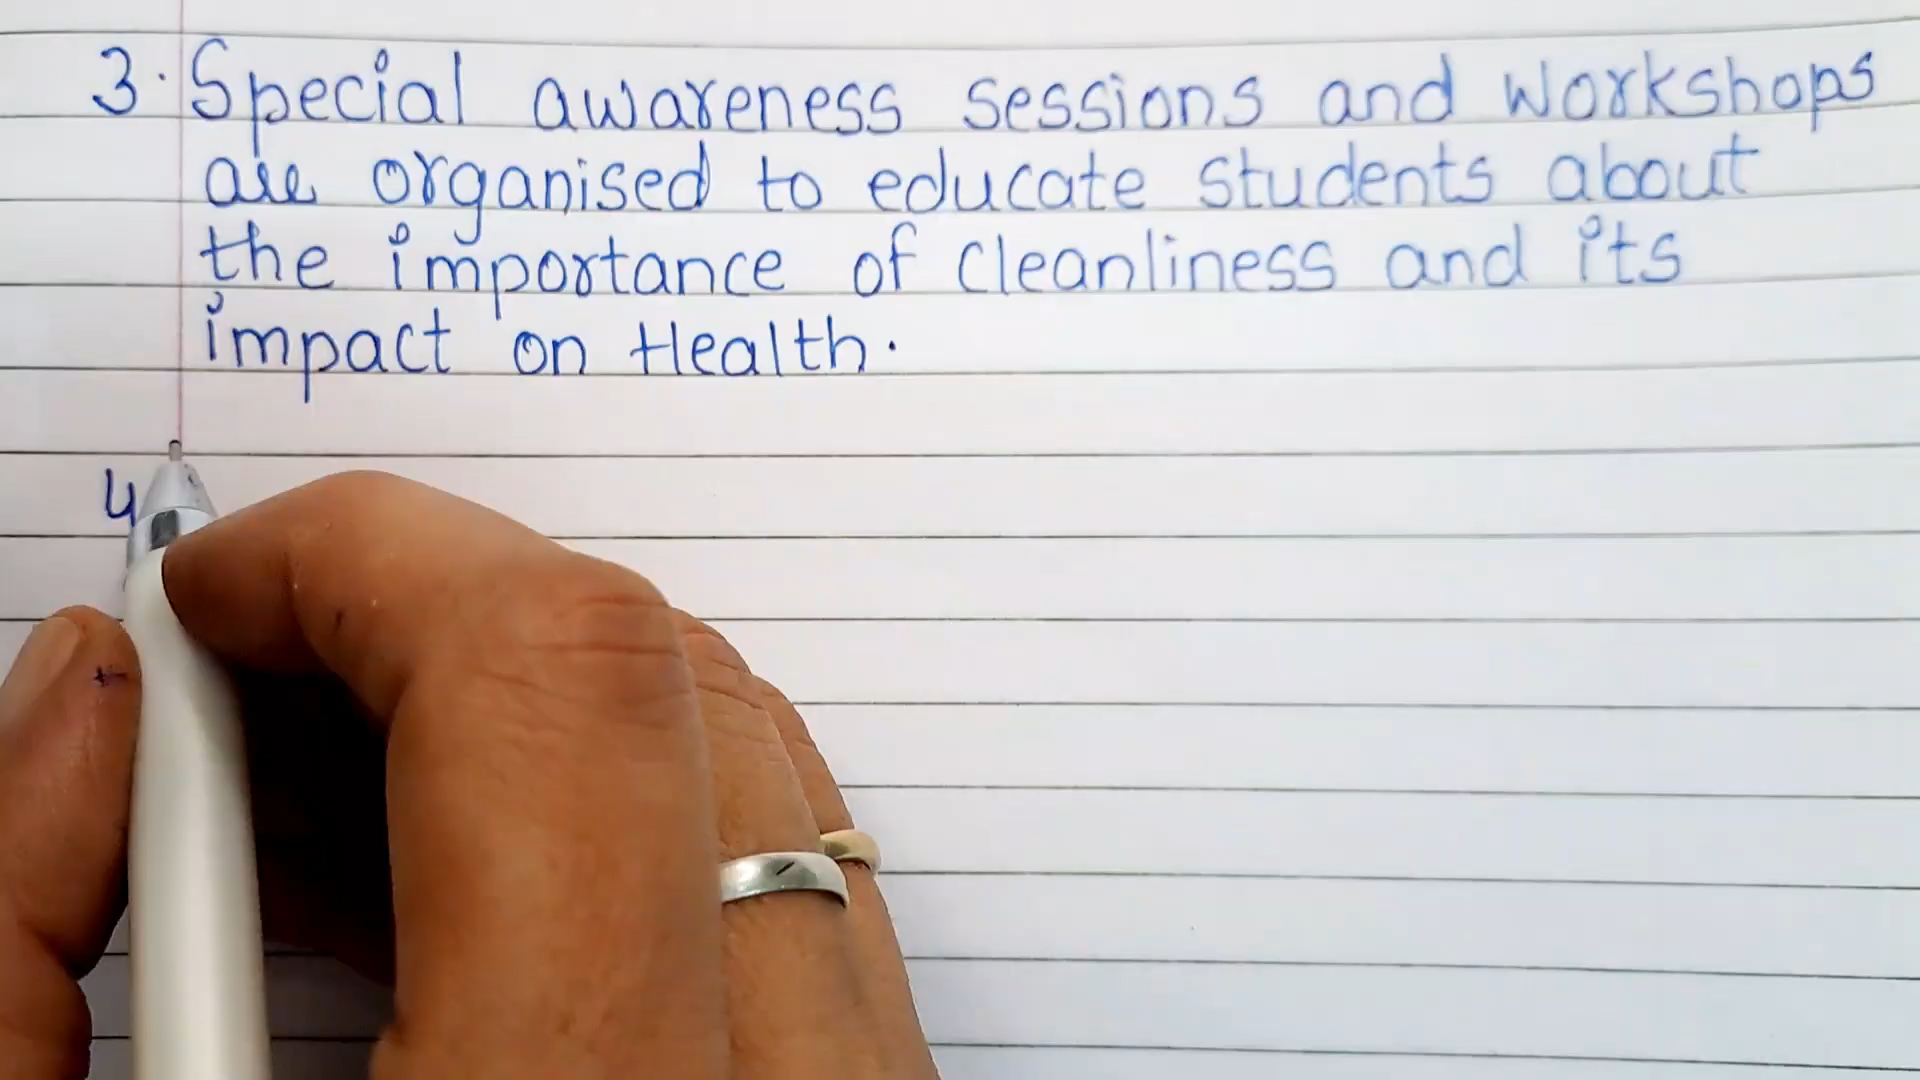 3. Special awareness sessions and Workshops
are organised to educate students about
the importance of cleanliness and its
impact on Health.
4